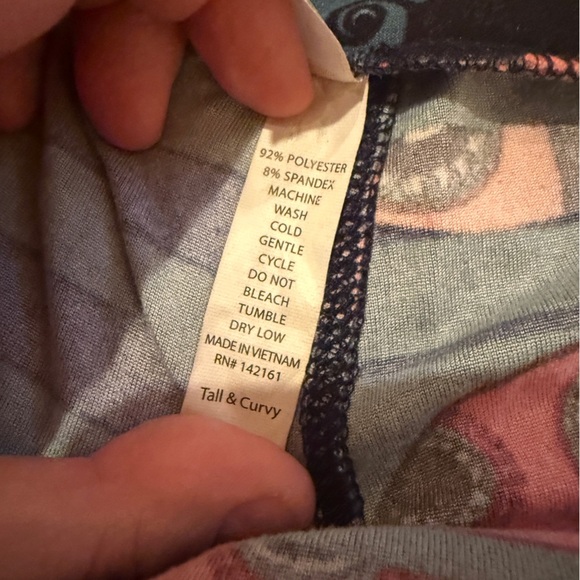 92% POLYESTER
8% SPANDEX
MACHINE
WASH
COLD
GENTLE
CYCLE
DO NOT
BLEACH
TUMBLE
DRY LOW
MADE IN VIETNAM
RN# 142161
Tall & Curvy